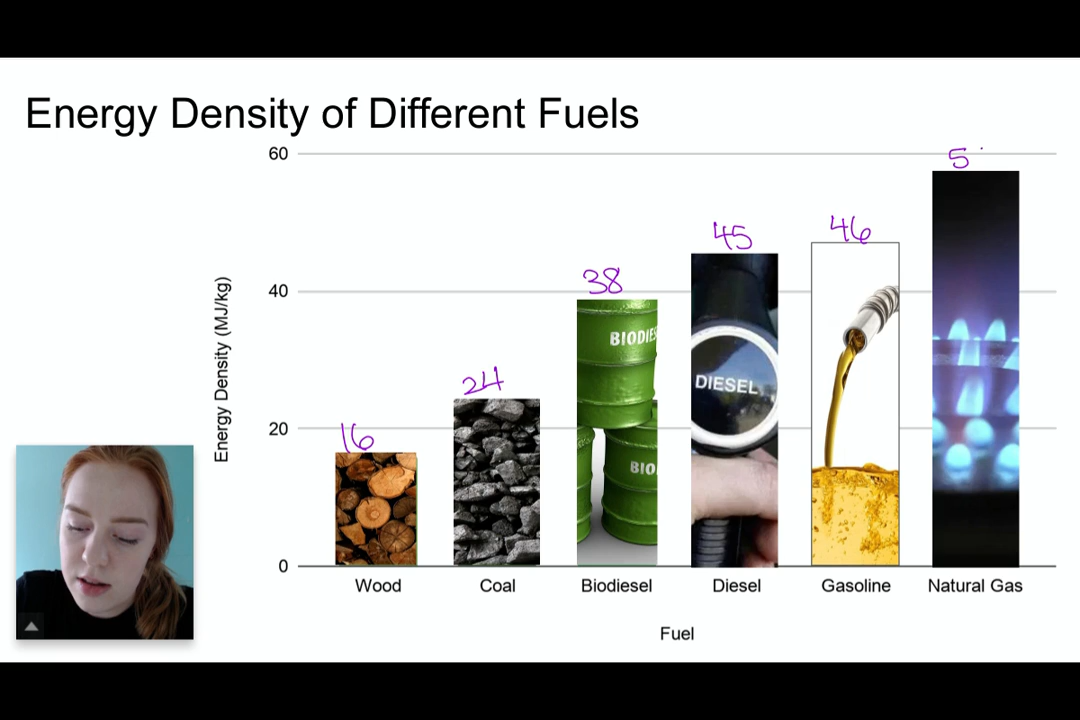 Energy Density of Different Fuels
60
5
46
45
40
38
24
20
16
0
Energy Density (MJ/kg)
BIODIES
BIO
DIESEL
Wood Coal Biodiesel Diesel Gasoline Natural Gas
Fuel